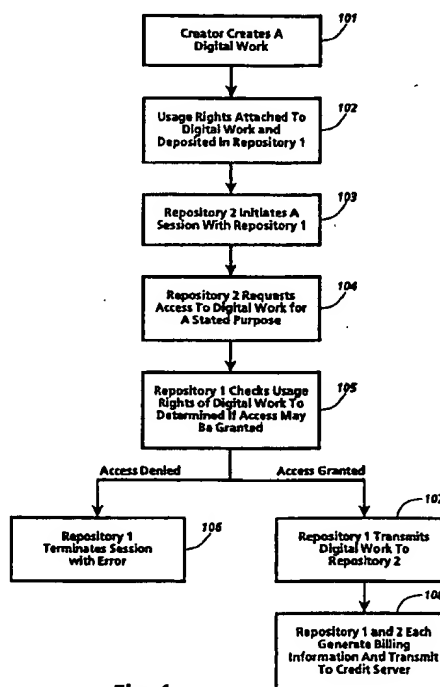 101
Creator Creates A
Digital Work
102
Usage Rights Attached To
Digital Work and
Deposited In Repository 1
103
Repository 2 Initiates A
Session With Repository 1
104
Repository 2 Requests
Access To Digital Work for
A Stated Purpose
105
Repository 1 Checks Usage
Rights of Digital Work To
Determined If Access May
Be Granted
Access Denied
Access Granted
106
Repository 1
Terminates Session
with Error
107
Repository 1 Transmits
Digital Work To
Repository 2
108
Repository 1 and 2 Each
Generate Billing
Information And Transmit
To Credit Server